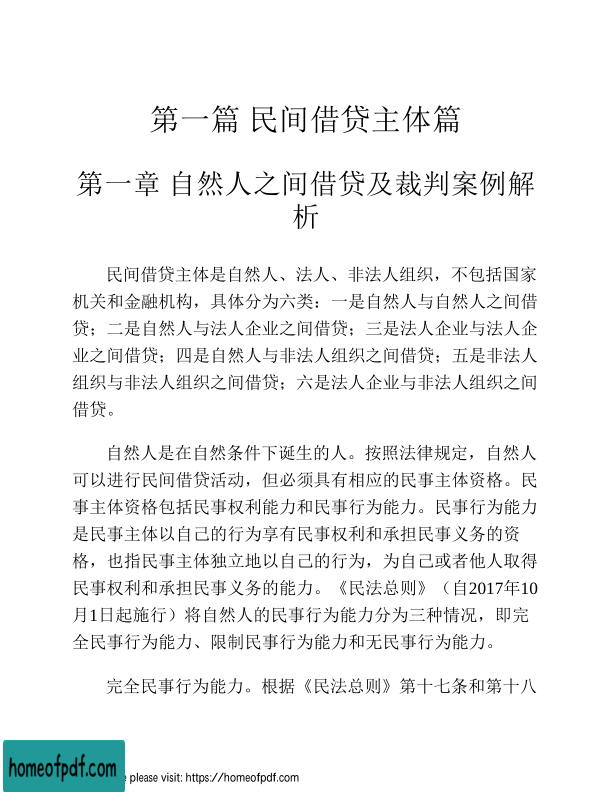 第一篇 民间借贷主体篇
第一章 自然人之间借贷及裁判案例解
析
民间借贷主体是自然人、法人、非法人组织，不包括国家
机关和金融机构，具体分为六类：一是自然人与自然人之间借
贷；二是自然人与法人企业之间借贷；三是法人企业与法人企
业之间借贷；四是自然人与非法人组织之间借贷；五是非法人
组织与非法人组织之间借贷；六是法人企业与非法人组织之间
借贷。
自然人是在自然条件下诞生的人。按照法律规定，自然人
可以进行民间借贷活动，但必须具有相应的民事主体资格。民
事主体资格包括民事权利能力和民事行为能力。民事行为能力
是民事主体以自己的行为享有民事权利和承担民事义务的资
格，也指民事主体独立地以自己的行为，为自己或者他人取得
民事权利和承担民事义务的能力。《民法总则》（自2017年10
月1日起施行）将自然人的民事行为能力分为三种情况，即完
全民事行为能力、限制民事行为能力和无民事行为能力。
完全民事行为能力。根据《民法总则》第十七条和第十八
homeofpdf.com
e please visit: https://homeofpdf.com